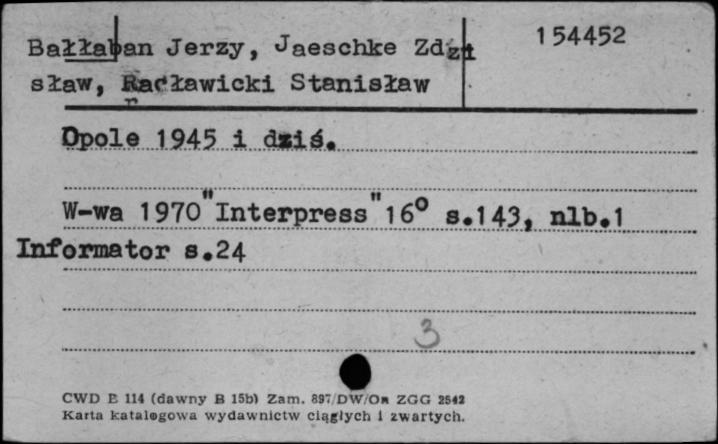 Bałłaban Jerzy, Jaeschke Zdzi
154452
sław, Racławicki Stanisław
Opole 1945 i dziś.
W-wa 1970 "Interpress" 16° s.143, nlb.1
Informator s.24
3
CWD E 114 (dawny B 15b) Zam. 897/DW/On ZGG 2542
Karta katalogowa wydawnictw ciągłych i zwartych.